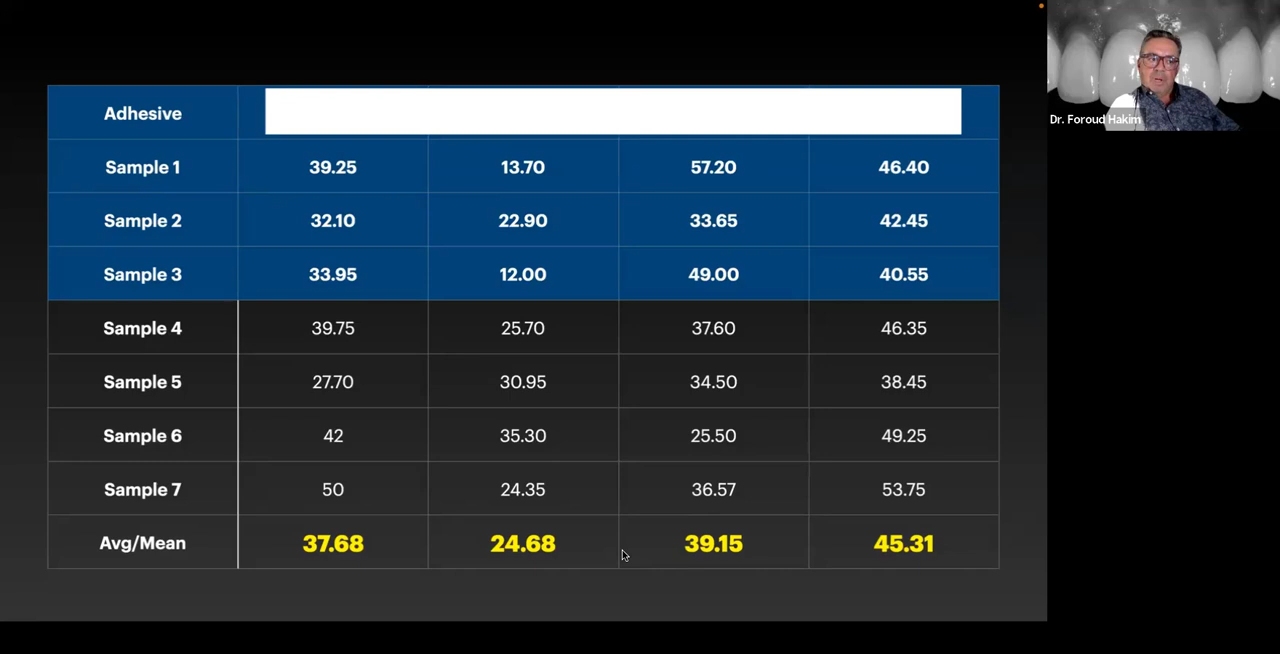 Adhesive
Sample 1 39.25 13.70 57.20 46.40
Sample 2 32.10 22.90 33.65 42.45
Sample 3 33.95 12.00 49.00 40.55
Sample 4 39.75 25.70 37.60 46.35
Sample 5 27.70 30.95 34.50 38.45
Sample 6 42 35.30 25.50 49.25
Sample 7 50 24.35 36.57 53.75
Avg/Mean 37.68 24.68 39.15 45.31
Dr. Foroud Hakim